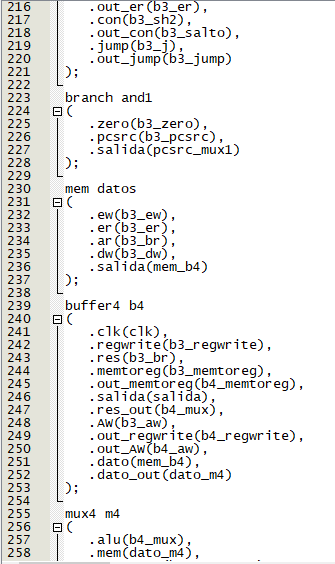 216 .out_er(b3_er),
217 .con(b3_sh2),
218 .out_con(b3_salto),
219 .jump(b3_j),
220 .out_jump(b3_jump)
221 );
222
223 branch and1
224 (
225 .zero(b3_zero),
226 .pcsrc(b3_pcsrc),
227 .salida(pcsrc_mux1)
228 );
229
230 mem datos
231 (
232 .ew(b3_ew),
233 .er(b3_er),
234 .ar(b3_br),
235 .dw(b3_dw),
236 .salida(mem_b4)
237 );
238
239 buffer4 b4
240 (
241 .clk(clk),
242 .regwrite(b3_regwrite),
243 .res(b3_br),
244 .memtoreg(b3_memtoreg),
245 .out_memtoreg(b4_memtoreg),
246 .salida(salida),
247 .res_out(b4_mux),
248 .AW(b3_aw),
249 .out_regwrite(b4_regwrite),
250 .out_AW(b4_aw),
251 .dato(mem_b4),
252 .dato_out(dato_m4)
253 );
254
255 mux4 m4
256 (
257 .alu(b4_mux),
258 .mem(dato_m4),